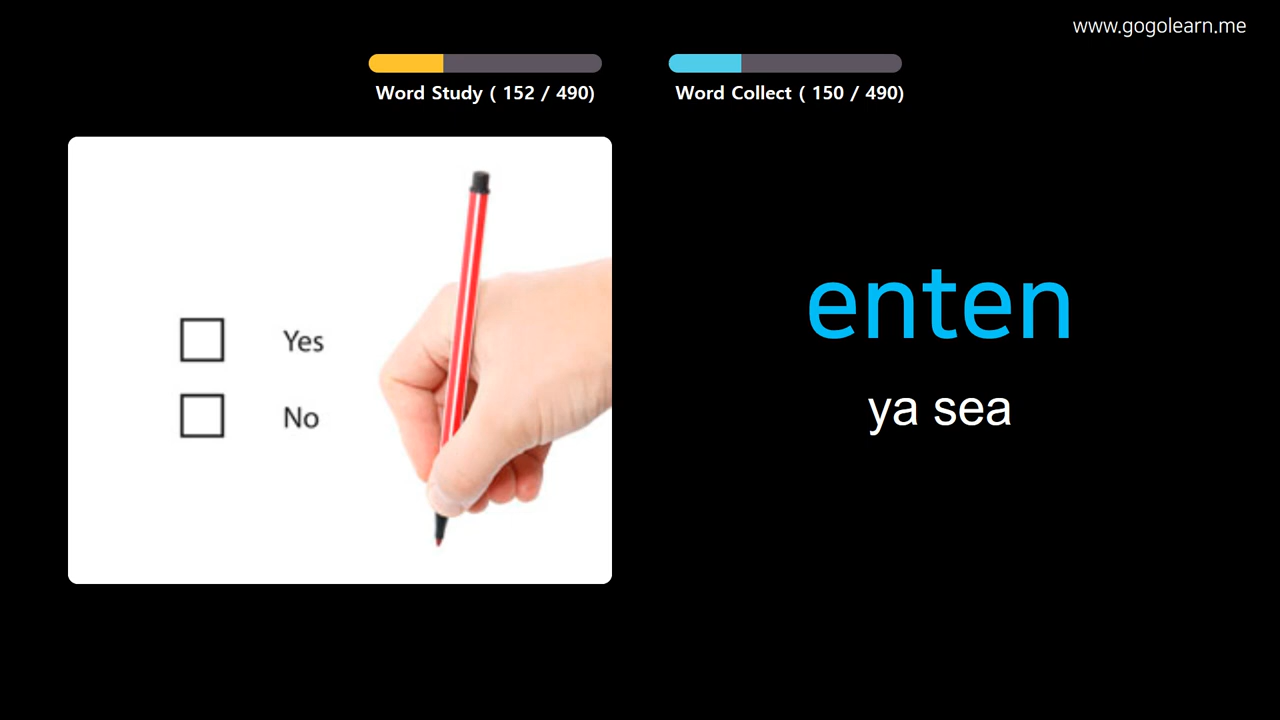 www.gogolearn.me
Word Study ( 152 / 490)
Word Collect ( 150 / 490)
Yes
No
enten
ya sea